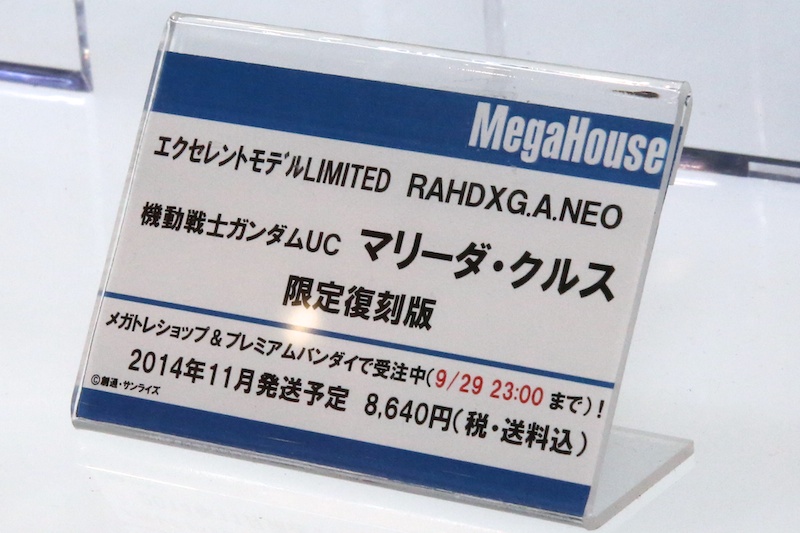 MegaHouse
エクセレントモデルLIMITED RAHDXG.A.NEO
機動戦士ガンダムUC マリーダ・クルス
限定復刻版
メガトレショップ&プレミアムバンダイで受注中(9/29 23:00 まで)!
2014年11月発送予定 8,640円(税・送料込)
©創通・サンライズ